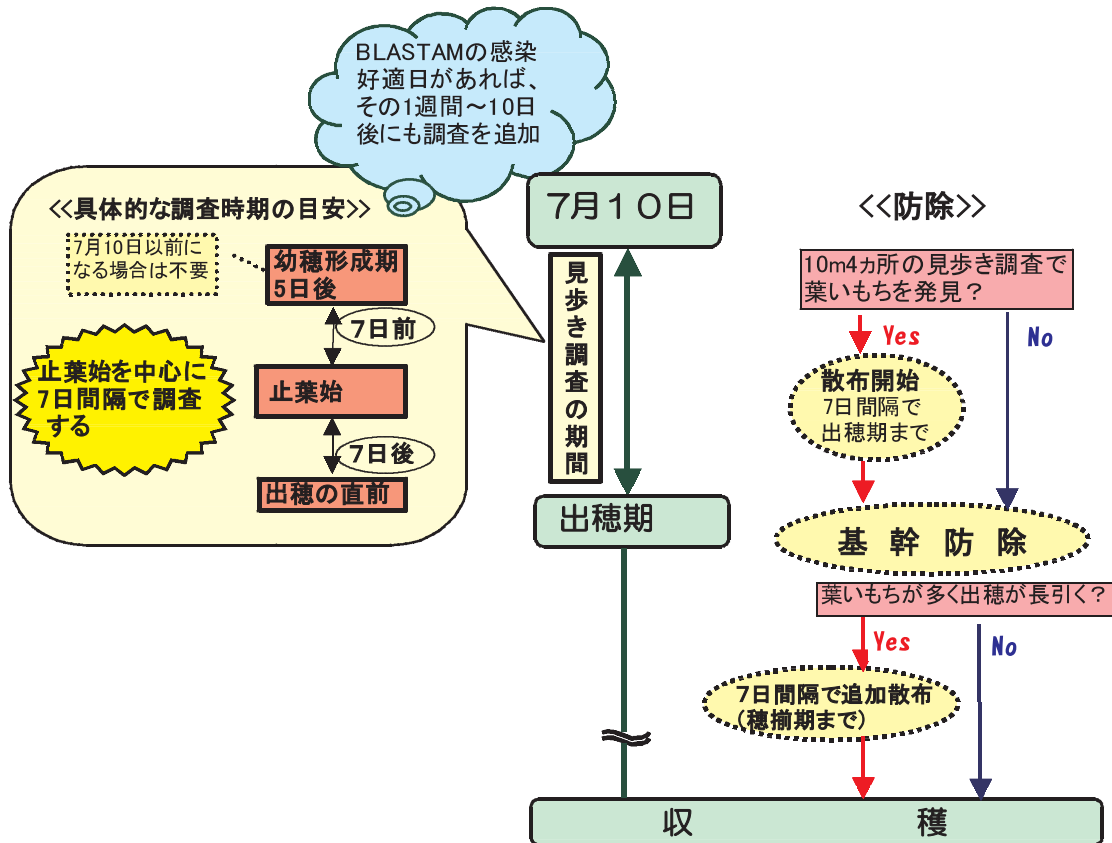 BLASTAMの感染
好適日があれば、
その1週間～10日
後にも調査を追加
≪具体的な調査時期の目安≫
7月10日以前に
なる場合は不要
幼穂形成期
5日後
7日前
止葉始を中心に
7日間隔で調査
する
止葉始
7日後
出穂の直前
7月10日
見歩き調査の期間
出穂期
≪防除≫
10m4ヵ所の見歩き調査で
葉いもちを発見？
Yes
No
散布開始
7日間隔で
出穂期まで
基幹防除
葉いもちが多く出穂が長引く？
Yes
No
7日間隔で追加散布
（穂揃期まで）
収穫